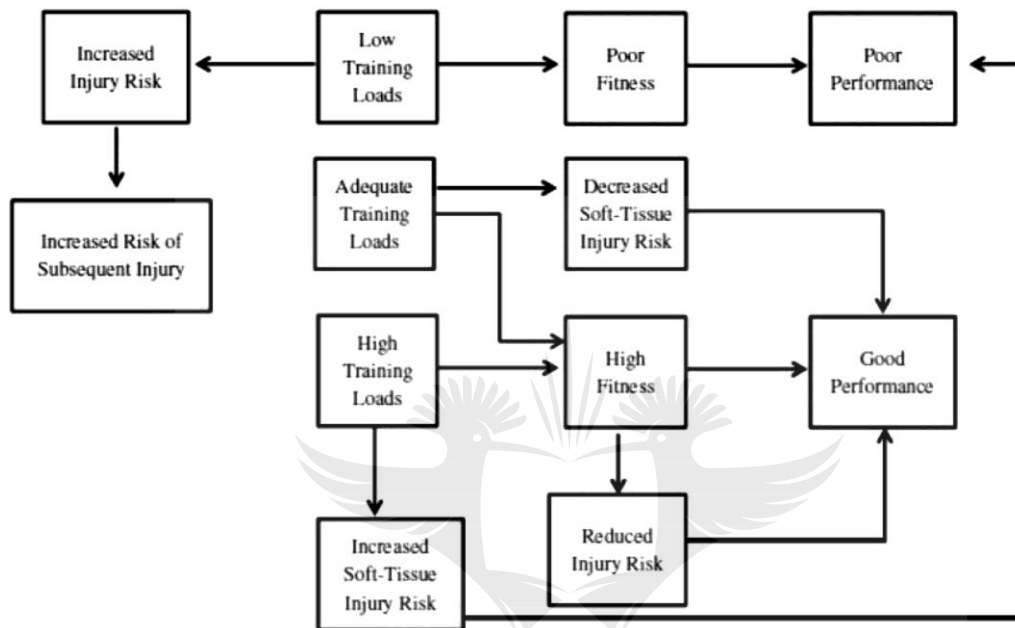 Increased
Injury Risk
Low
Training
Loads
Poor
Fitness
Poor
Performance
Increased Risk of
Subsequent Injury
Adequate
Training
Loads
Decreased
Soft-Tissue
Injury Risk
High
Training
Loads
High
Fitness
Good
Performance
Increased
Soft-Tissue
Injury Risk
Reduced
Injury Risk